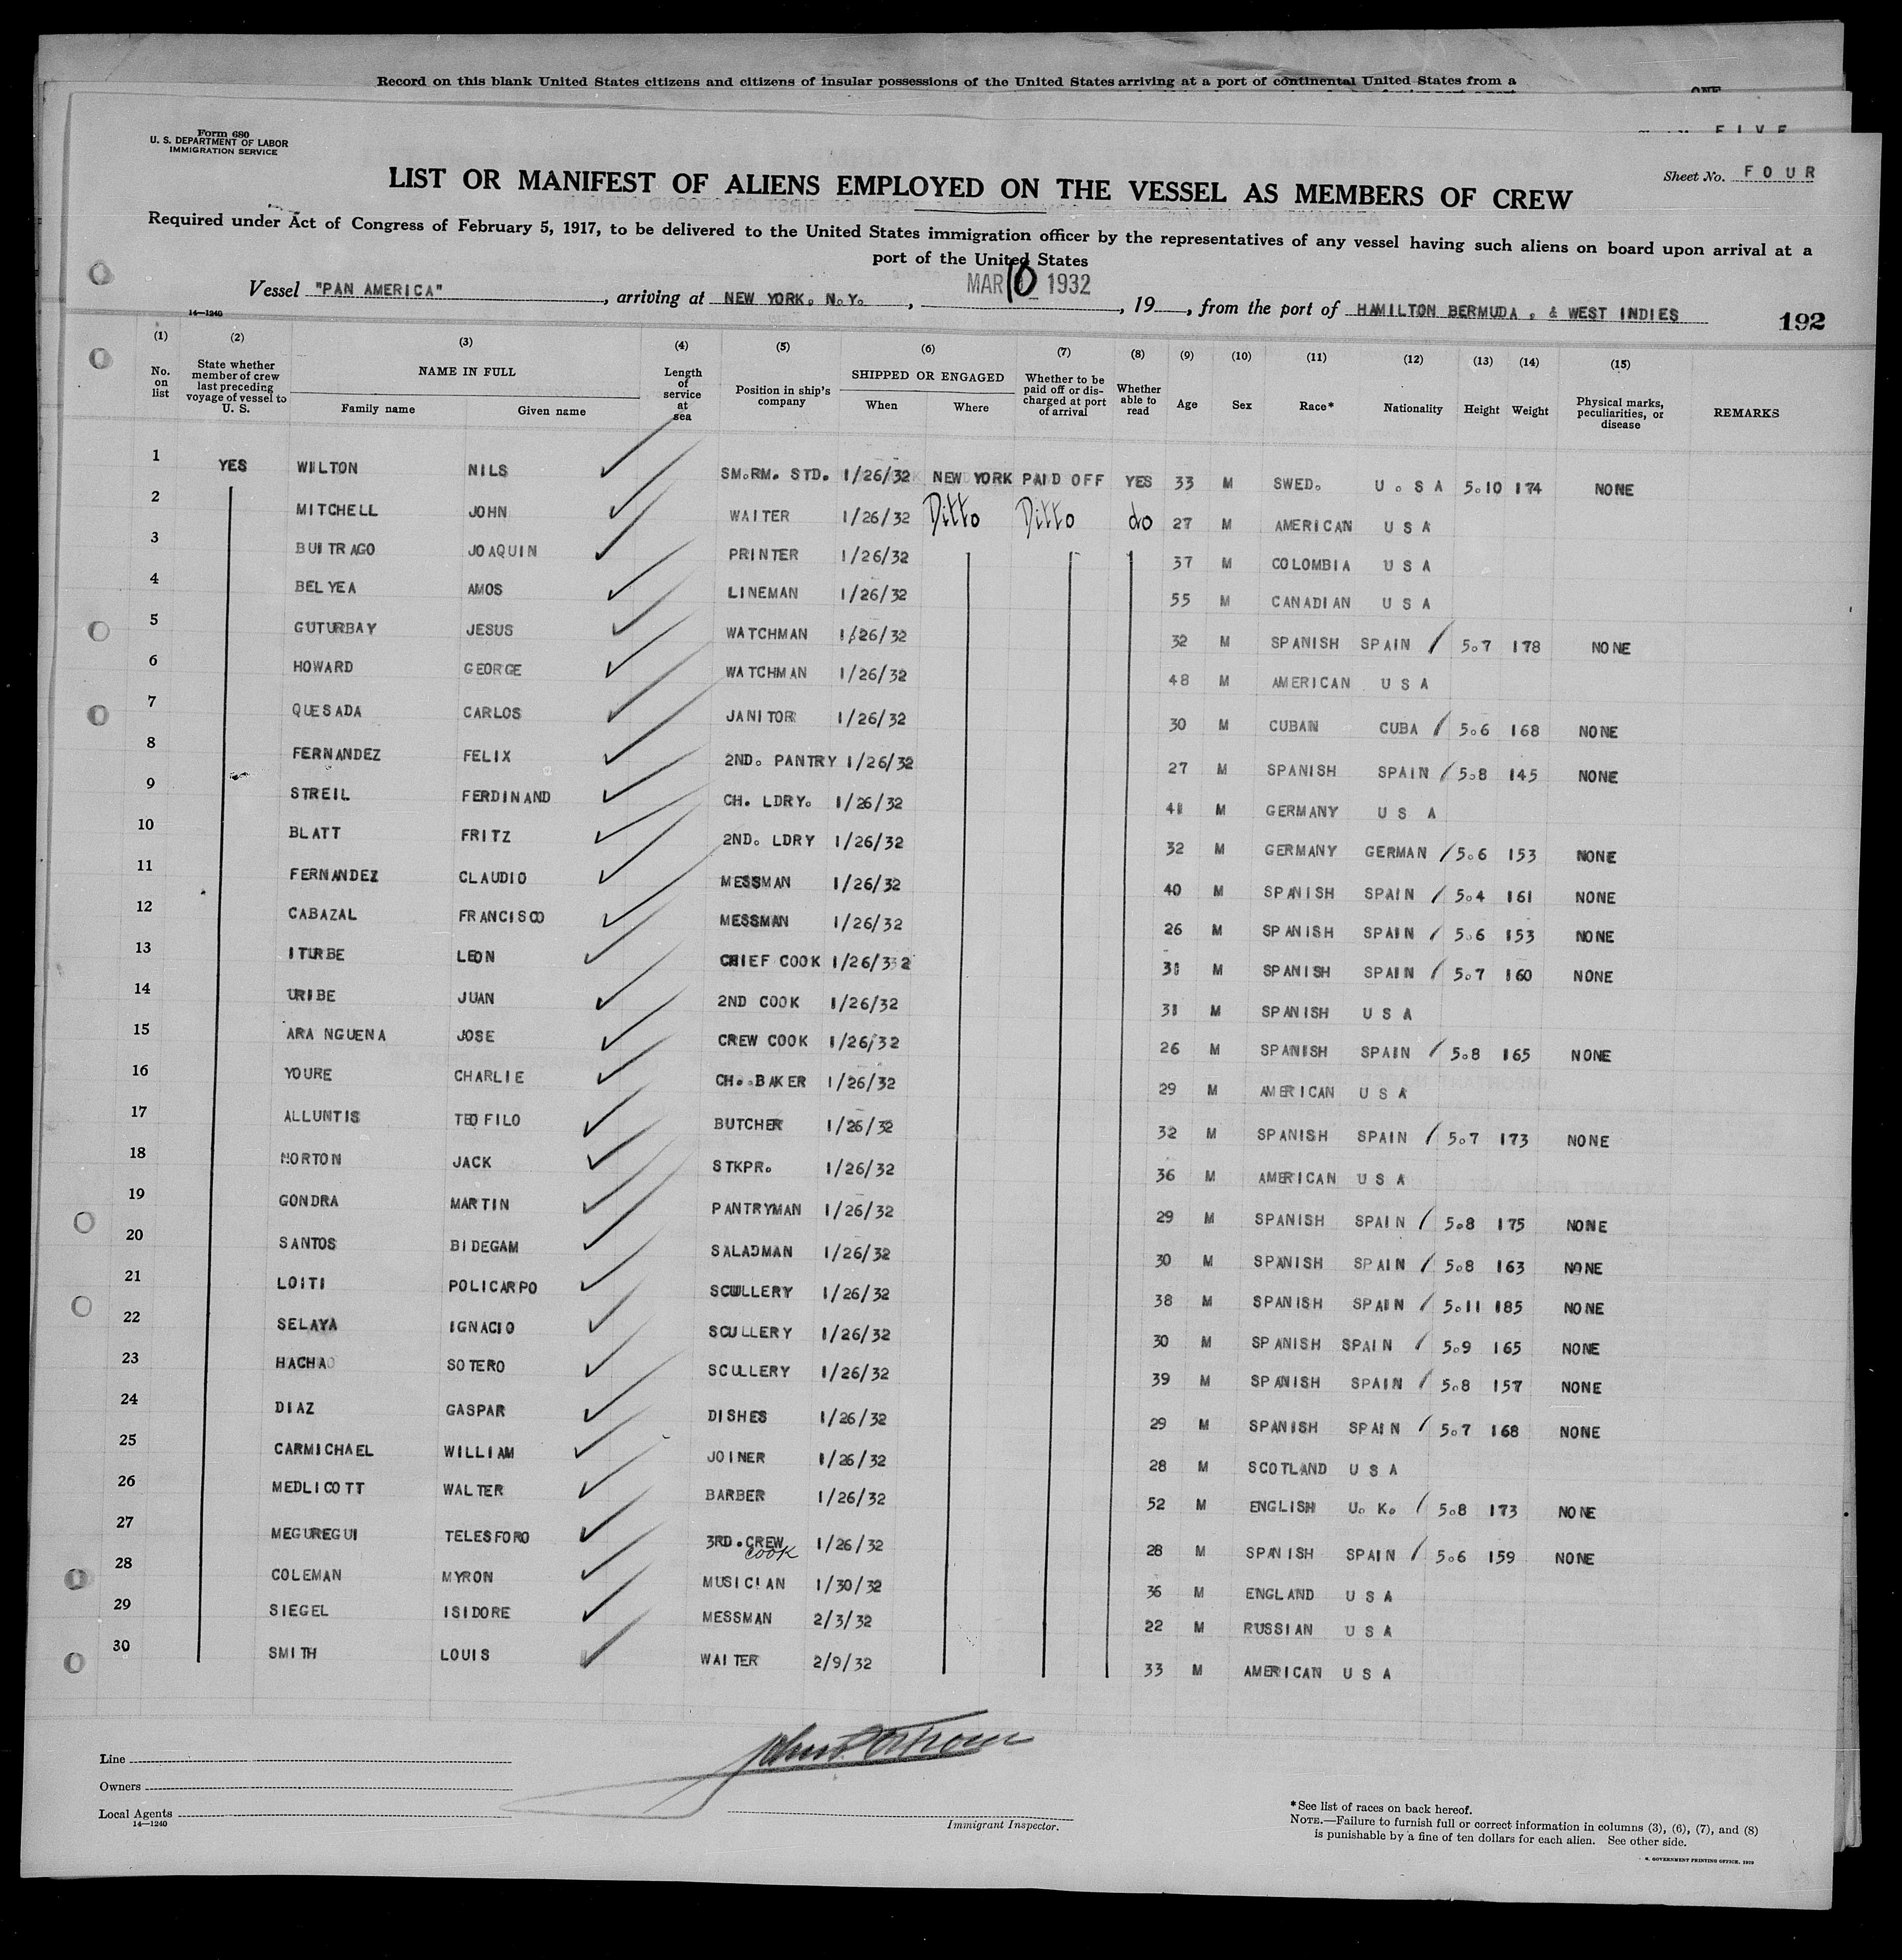 Record on this blank United States citizens and citizens of insular possessions of the United States arriving at a port of continental United States from a
ONE
FIVE
Form 680
U. S. DEPARTMENT OF LABOR
IMMIGRATION SERVICE
Sheet No. FOUR
LIST OR MANIFEST OF ALIENS EMPLOYED ON THE VESSEL AS MEMBERS OF CREW
Required under Act of Congress of February 5, 1917, to be delivered to the United States immigration officer by the representatives of any vessel having such aliens on board upon arrival at a
port of the United States
Vessel "PAN AMERICA", arriving at NEW YORK. N.Y., MAR 10 1932, 19, from the port of HAMILTON BERMUDA, & WEST INDIES 192
14—1240
(1) (2) (3) (4) (5) (6) (7) (8) (9) (10) (11) (12) (13) (14) (15)
No. on list State whether member of crew last preceding voyage of vessel to U. S. NAME IN FULL Family name Given name Length of service at sea Position in ship's company SHIPPED OR ENGAGED When Where Whether to be paid off or discharged at port of arrival Whether able to read Age Sex Race* Nationality Height Weight Physical marks, peculiarities, or disease REMARKS
1 YES WILTON NILS SM.RM. STD. 1/26/32 NEW YORK PAID OFF YES 33 M SWED. U.SA 5.10 174 NONE
2 MITCHELL JOHN WAITER 1/26/32 Ditto Ditto do 27 M AMERICAN USA
3 BUITRAGO JOAQUIN PRINTER 1/26/32 37 M COLOMBIA USA
4 BELYEA AMOS LINEMAN 1/26/32 55 M CANADIAN USA
5 GUTURBAY JESUS WATCHMAN 1/26/32 32 M SPANISH SPAIN / 5.7 178 NONE
6 HOWARD GEORGE WATCHMAN 1/26/32 48 M AMERICAN USA
7 QUESADA CARLOS JANITOR 1/26/32 30 M CUBAN CUBA / 5.6 168 NONE
8 FERNANDEZ FELIX 2ND. PANTRY 1/26/32 27 M SPANISH SPAIN / 5.8 145 NONE
9 STREIL FERDINAND CH. LDRY. 1/26/32 41 M GERMANY USA
10 BLATT FRITZ 2ND. LDRY 1/26/32 32 M GERMANY GERMAN / 5.6 153 NONE
11 FERNANDEZ CLAUDIO MESSMAN 1/26/32 40 M SPANISH SPAIN / 5.4 161 NONE
12 CABAZAL FRANCISCO MESSMAN 1/26/32 26 M SPANISH SPAIN / 5.6 153 NONE
13 ITURBE LEON CHIEF COOK 1/26/32 31 M SPANISH SPAIN / 5.7 160 NONE
14 URIBE JUAN 2ND COOK 1/26/32 31 M SPANISH USA
15 ARANGUENA JOSE CREW COOK 1/26/32 26 M SPANISH SPAIN / 5.8 165 NONE
16 YOURE CHARLIE CH. BAKER 1/26/32 29 M AMERICAN USA
17 ALLUNTIS TEOFILO BUTCHER 1/26/32 32 M SPANISH SPAIN / 5.7 173 NONE
18 NORTON JACK STKPR. 1/26/32 36 M AMERICAN USA
19 GONDRA MARTIN PANTRYMAN 1/26/32 29 M SPANISH SPAIN / 5.8 175 NONE
20 SANTOS BIDEGAM SALADMAN 1/26/32 30 M SPANISH SPAIN / 5.8 163 NONE
21 LOITI POLICARPO SCULLERY 1/26/32 38 M SPANISH SPAIN / 5.11 185 NONE
22 SELAYA IGNACIO SCULLERY 1/26/32 30 M SPANISH SPAIN / 5.9 165 NONE
23 HACHA SOTERO SCULLERY 1/26/32 39 M SPANISH SPAIN / 5.8 157 NONE
24 DIAZ GASPAR DISHES 1/26/32 29 M SPANISH SPAIN / 5.7 168 NONE
25 CARMICHAEL WILLIAM JOINER 1/26/32 28 M SCOTLAND USA
26 MEDLICOTT WALTER BARBER 1/26/32 52 M ENGLISH U.K. / 5.8 173 NONE
27 MEGUREGUI TELESFORO 3RD.CREW COOK 1/26/32 28 M SPANISH SPAIN / 5.6 159 NONE
28 COLEMAN MYRON MUSICIAN 1/30/32 36 M ENGLAND USA
29 SIEGEL ISIDORE MESSMAN 2/3/32 22 M RUSSIAN USA
30 SMITH LOUIS WAITER 2/9/32 33 M AMERICAN USA
Line
Owners
Local Agents
14—1240
Immigrant Inspector.
*See list of races on back hereof.
NOTE.—Failure to furnish full or correct information in columns (3), (6), (7), and (8)
is punishable by a fine of ten dollars for each alien. See other side.
GOVERNMENT PRINTING OFFICE